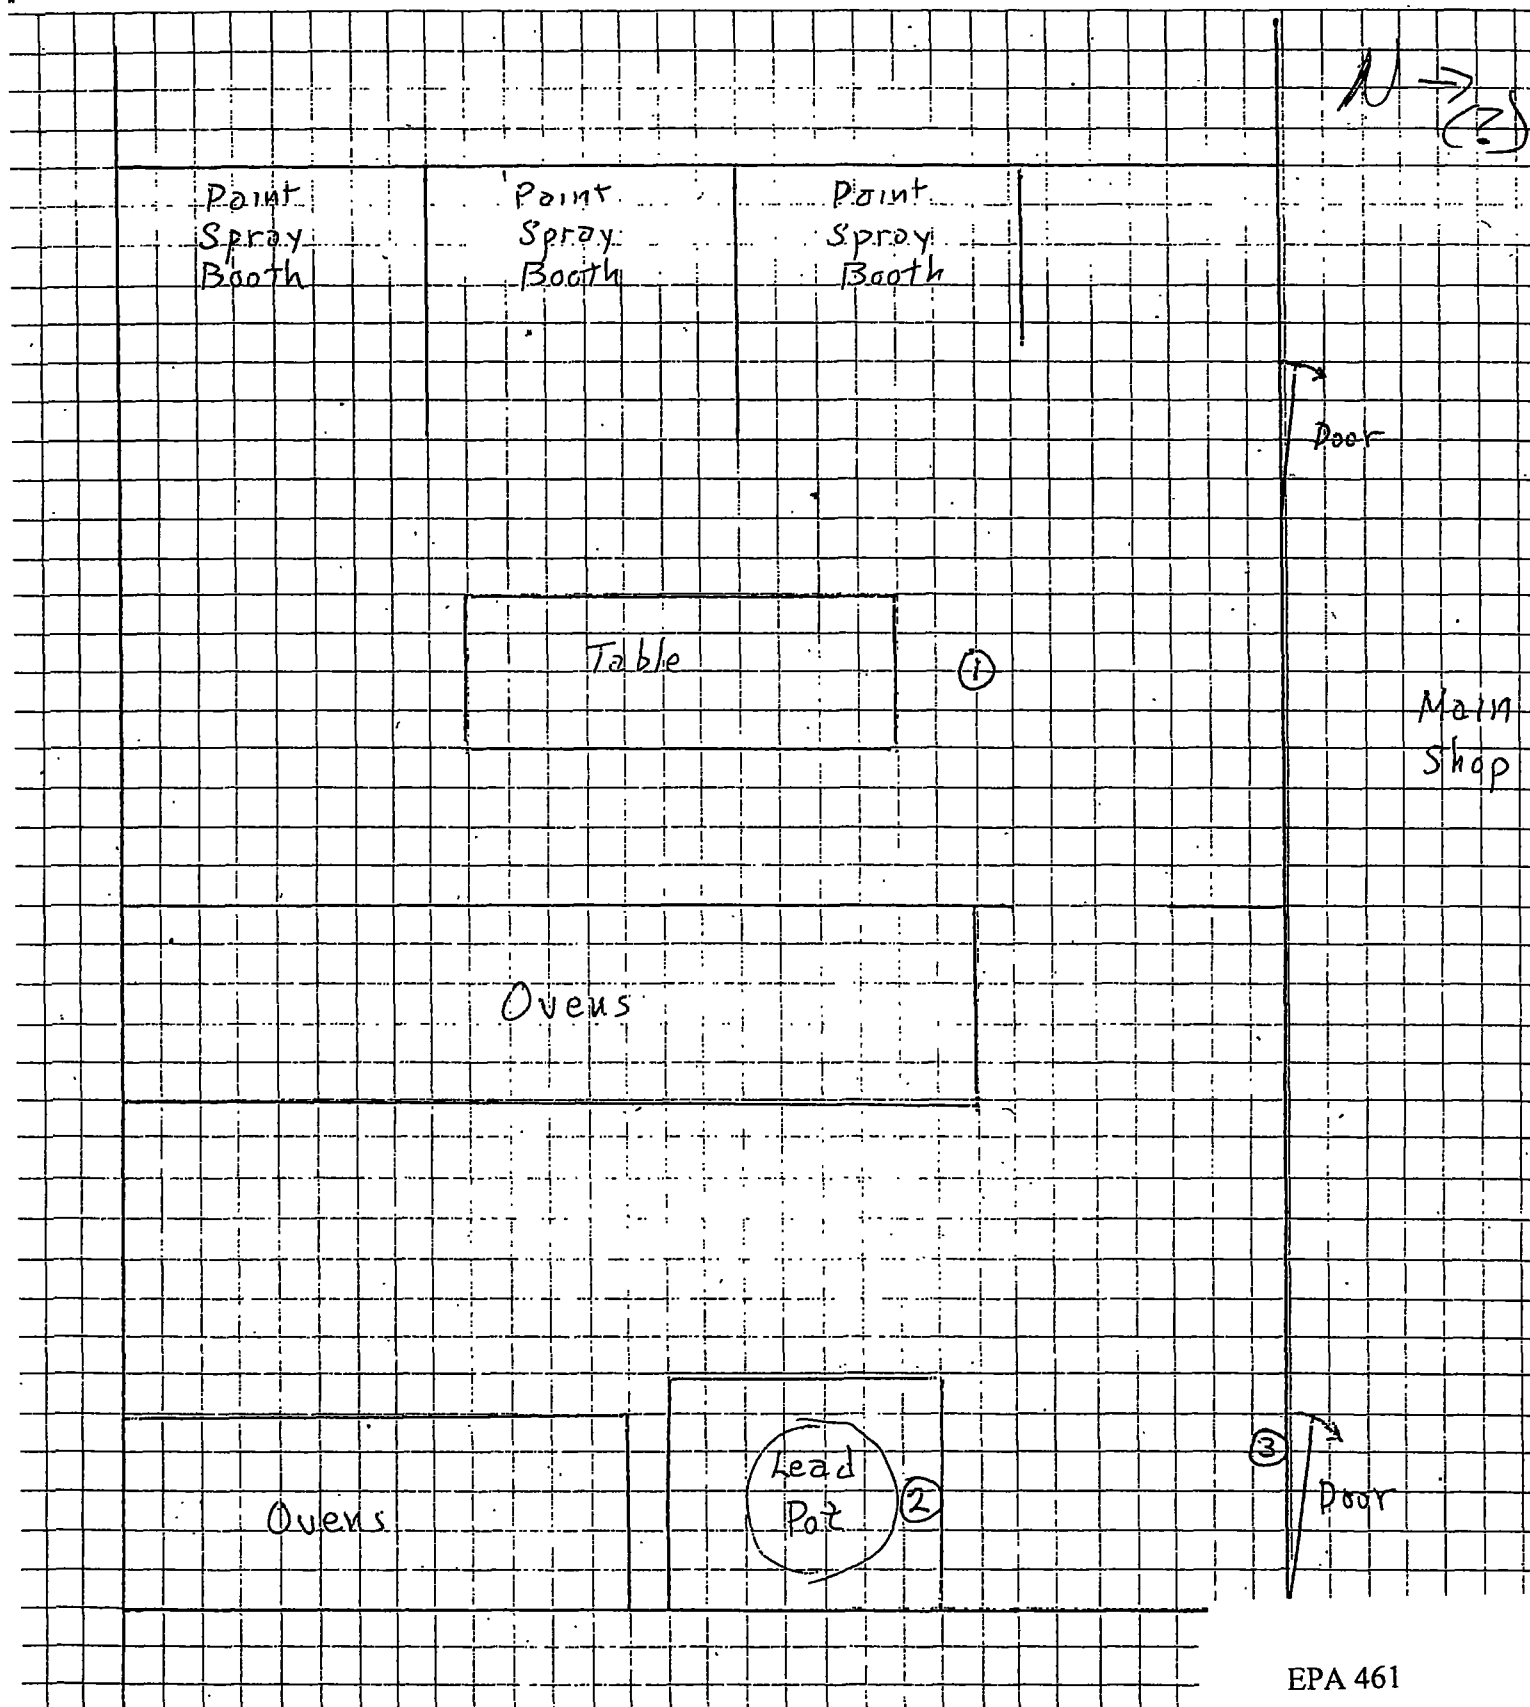 N →
(?)
Paint
Spray
Booth
Paint
Spray
Booth
Paint
Spray
Booth
Door
Table
①
Main
Shop
Ovens
Ovens
Lead
Pot
②
③
Door
EPA 461